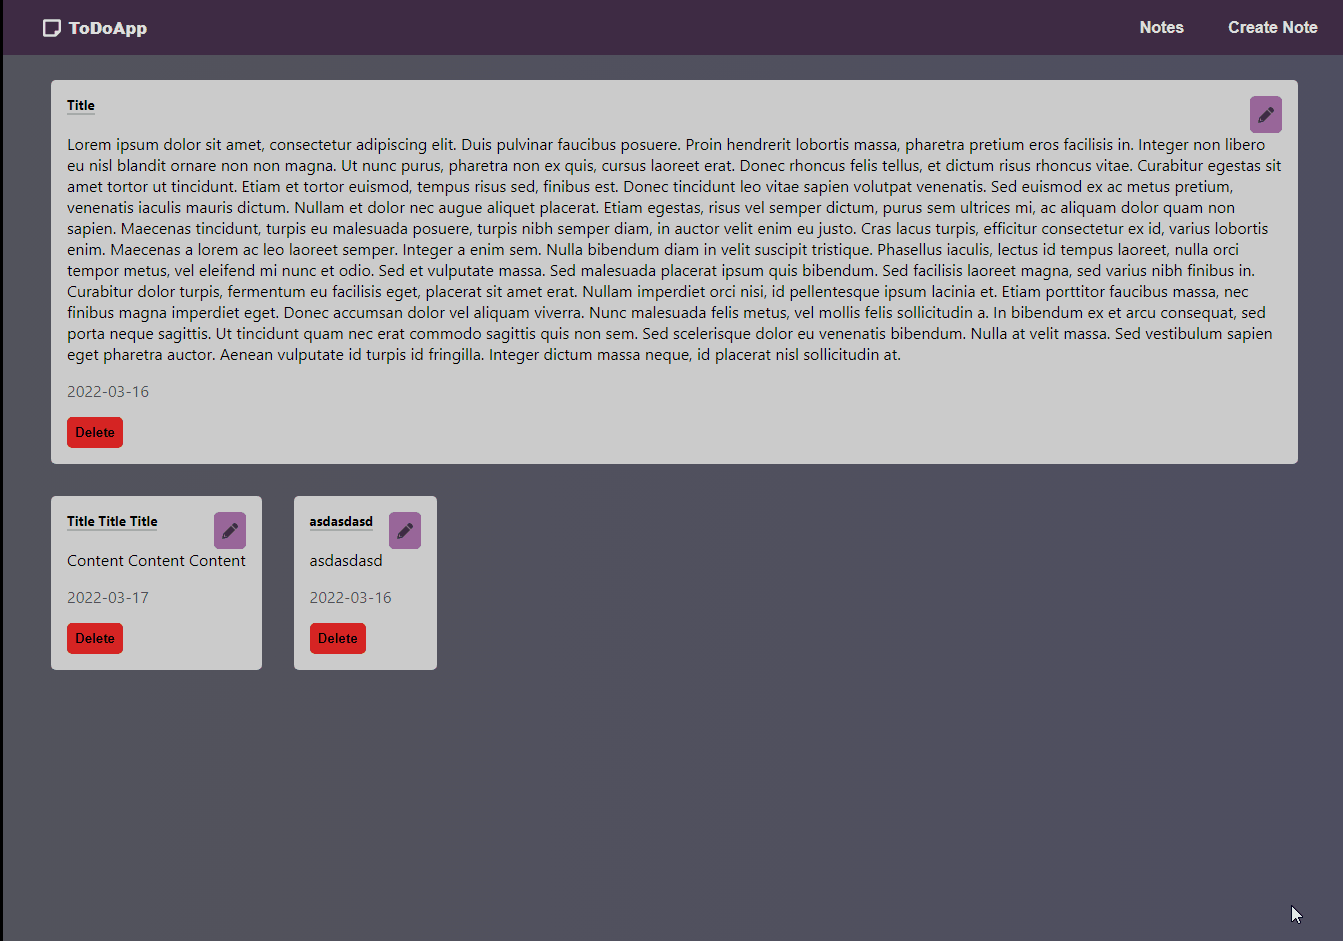 ToDoApp
Notes
Create Note
Title
Lorem ipsum dolor sit amet, consectetur adipiscing elit. Duis pulvinar faucibus posuere. Proin hendrerit lobortis massa, pharetra pretium eros facilisis in. Integer non libero
eu nisl blandit ornare non non magna. Ut nunc purus, pharetra non ex quis, cursus laoreet erat. Donec rhoncus felis tellus, et dictum risus rhoncus vitae. Curabitur egestas sit
amet tortor ut tincidunt. Etiam et tortor euismod, tempus risus sed, finibus est. Donec tincidunt leo vitae sapien volutpat venenatis. Sed euismod ex ac metus pretium,
venenatis iaculis mauris dictum. Nullam et dolor nec augue aliquet placerat. Etiam egestas, risus vel semper dictum, purus sem ultrices mi, ac aliquam dolor quam non
sapien. Maecenas tincidunt, turpis eu malesuada posuere, turpis nibh semper diam, in auctor velit enim eu justo. Cras lacus turpis, efficitur consectetur ex id, varius lobortis
enim. Maecenas a lorem ac leo laoreet semper. Integer a enim sem. Nulla bibendum diam in velit suscipit tristique. Phasellus iaculis, lectus id tempus laoreet, nulla orci
tempor metus, vel eleifend mi nunc et odio. Sed et vulputate massa. Sed malesuada placerat ipsum quis bibendum. Sed facilisis laoreet magna, sed varius nibh finibus in.
Curabitur dolor turpis, fermentum eu facilisis eget, placerat sit amet erat. Nullam imperdiet orci nisi, id pellentesque ipsum lacinia et. Etiam porttitor faucibus massa, nec
finibus magna imperdiet eget. Donec accumsan dolor vel aliquam viverra. Nunc malesuada felis metus, vel mollis felis sollicitudin a. In bibendum ex et arcu consequat, sed
porta neque sagittis. Ut tincidunt quam nec erat commodo sagittis quis non sem. Sed scelerisque dolor eu venenatis bibendum. Nulla at velit massa. Sed vestibulum sapien
eget pharetra auctor. Aenean vulputate id turpis id fringilla. Integer dictum massa neque, id placerat nisl sollicitudin at.
2022-03-16
Delete
Title Title Title
Content Content Content
2022-03-17
Delete
asdasdasd
asdasdasd
2022-03-16
Delete